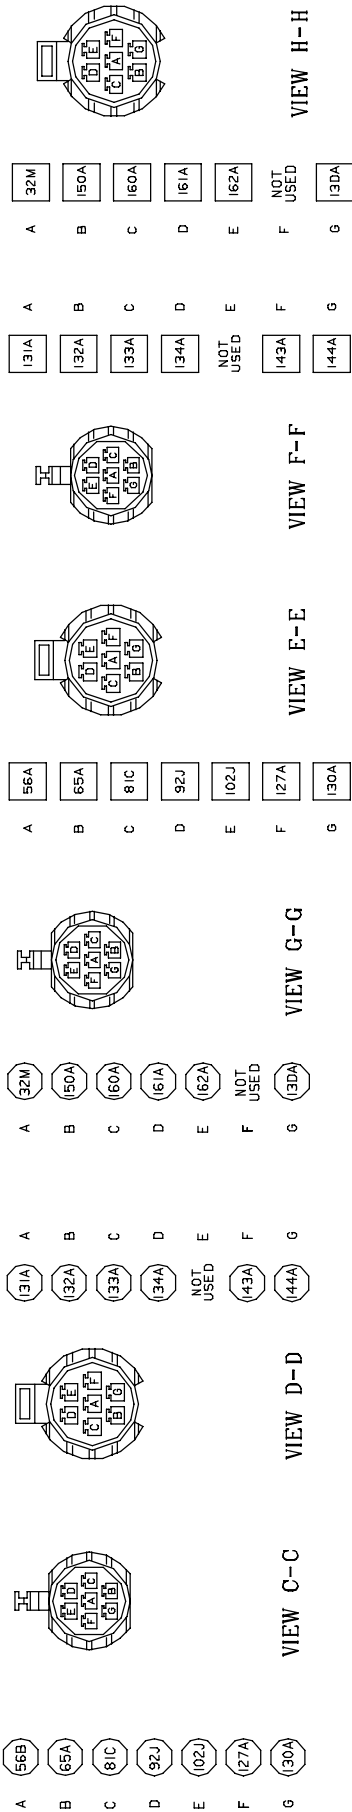 A 56B
B 65A
C 81C
D 92J
E 102J
F 127A
G 130A
E D
F A C
G B
VIEW C-C
D E
C A F
B G
VIEW D-D
131A A
132A B
133A C
134A D
NOT USED E
143A F
144A G
A 32M
B 150A
C 160A
D 161A
E 162A
F NOT USED
G 13DA
E D
F A C
G B
VIEW G-G
A 56A
B 65A
C 81C
D 92J
E 102J
F 127A
G 130A
D E
C A F
B G
VIEW E-E
E D
F A C
G B
VIEW F-F
131A A
132A B
133A C
134A D
NOT USED E
143A F
144A G
A 32M
B 150A
C 160A
D 161A
E 162A
F NOT USED
G 13DA
D E
C A F
B G
VIEW H-H